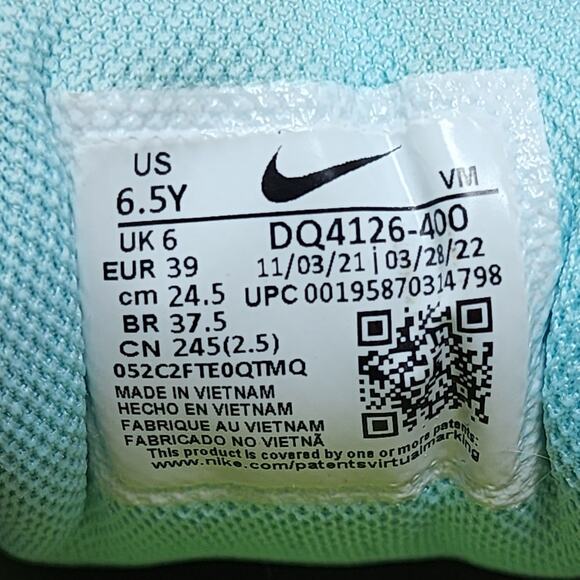 US
VM
6.5Y
UK 6
DQ4126-400
EUR 39
11/03/21 | 03/28/22
cm 24.5
UPC 00195870314798
BR 37.5
CN 245(2.5)
052C2FTE0QTMQ
MADE IN VIETNAM
HECHO EN VIETNAM
FABRIQUE AU VIETNAM
FABRICADO NO VIETNÃ
This product is covered by one or more patents:
www.nike.com/patentsvirtualmarking